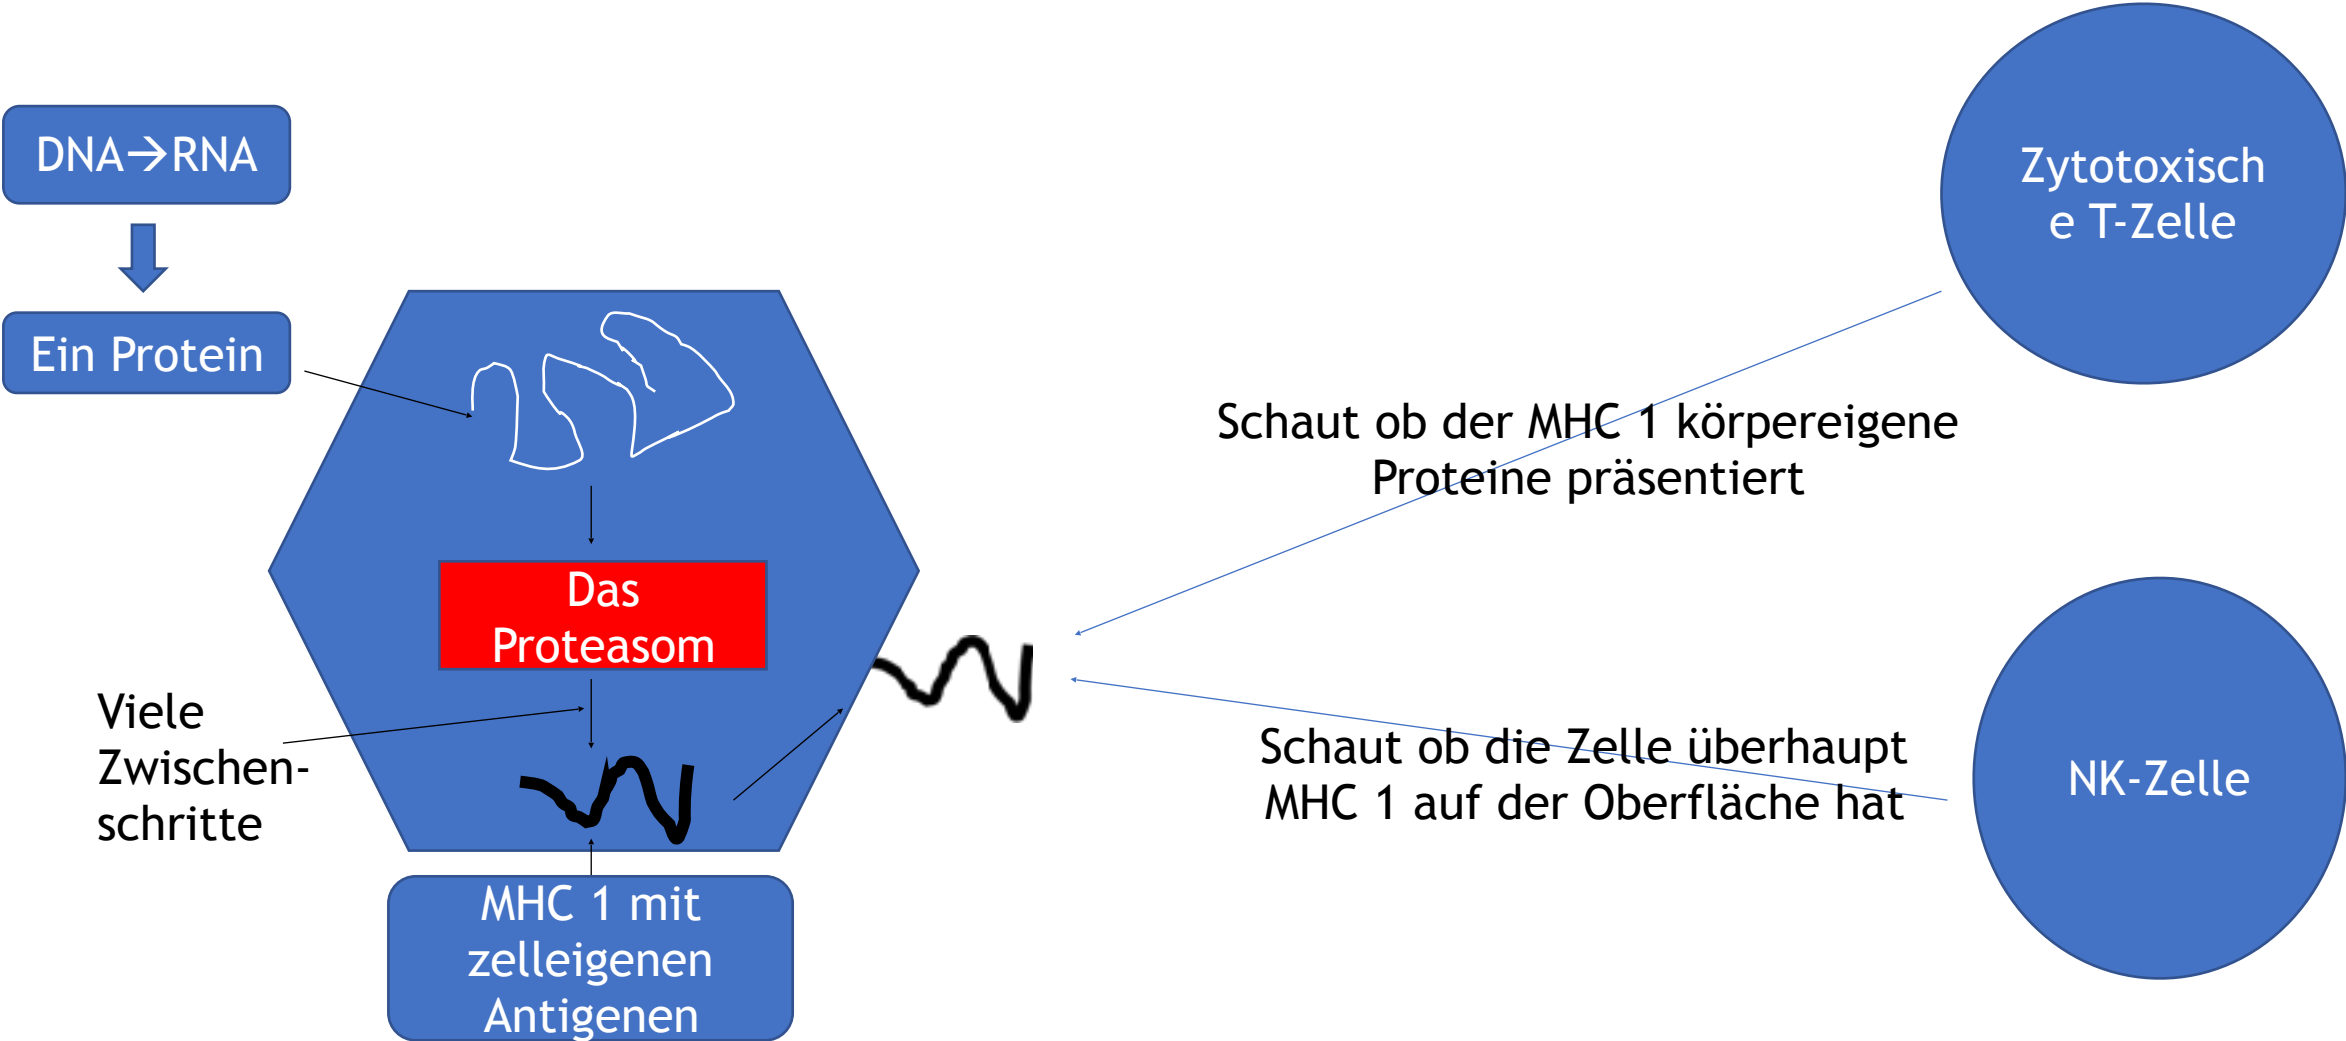 DNA→RNA
Ein Protein
Das
Proteasom
Viele
Zwischen-
schritte
MHC 1 mit
zelleigenen
Antigenen
Zytotoxisch
e T-Zelle
Schaut ob der MHC 1 körpereigene
Proteine präsentiert
Schaut ob die Zelle überhaupt
MHC 1 auf der Oberfläche hat
NK-Zelle